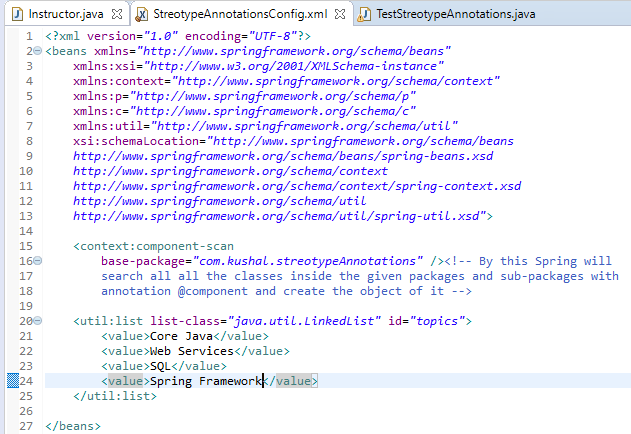 Instructor.java
StreotypeAnnotationsConfig.xml
TestStreotypeAnnotations.java
1 <?xml version="1.0" encoding="UTF-8"?>
2 <beans xmlns="http://www.springframework.org/schema/beans"
3 xmlns:xsi="http://www.w3.org/2001/XMLSchema-instance"
4 xmlns:context="http://www.springframework.org/schema/context"
5 xmlns:p="http://www.springframework.org/schema/p"
6 xmlns:c="http://www.springframework.org/schema/c"
7 xmlns:util="http://www.springframework.org/schema/util"
8 xsi:schemaLocation="http://www.springframework.org/schema/beans
9 http://www.springframework.org/schema/beans/spring-beans.xsd
10 http://www.springframework.org/schema/context
11 http://www.springframework.org/schema/context/spring-context.xsd
12 http://www.springframework.org/schema/util
13 http://www.springframework.org/schema/util/spring-util.xsd">
14
15 <context:component-scan
16 base-package="com.kushal.streotypeAnnotations" /><!-- By this Spring will
17 search all all the classes inside the given packages and sub-packages with
18 annotation @component and create the object of it -->
19
20 <util:list list-class="java.util.LinkedList" id="topics">
21 <value>Core Java</value>
22 <value>Web Services</value>
23 <value>SQL</value>
24 <value>Spring Framework</value>
25 </util:list>
26
27 </beans>